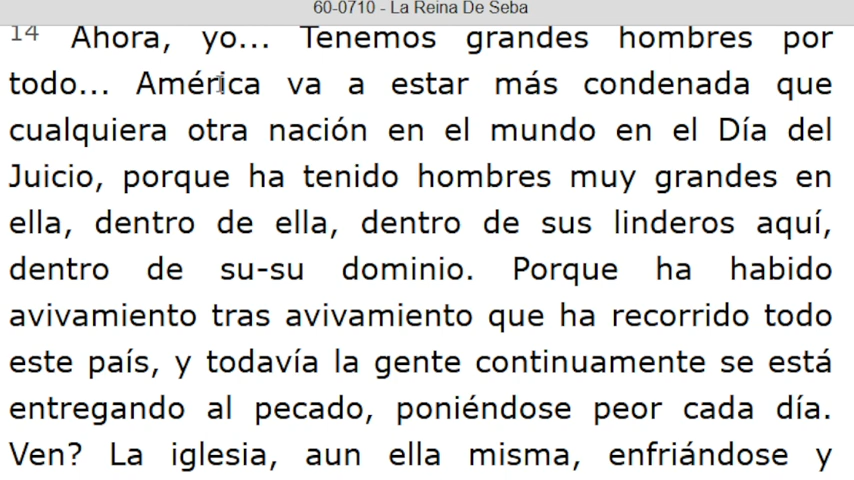 60-0710 - La Reina De Seba
14 Ahora, yo... Tenemos grandes hombres por
todo... América va a estar más condenada que
cualquiera otra nación en el mundo en el Día del
Juicio, porque ha tenido hombres muy grandes en
ella, dentro de ella, dentro de sus linderos aquí,
dentro de su-su dominio. Porque ha habido
avivamiento tras avivamiento que ha recorrido todo
este país, y todavía la gente continuamente se está
entregando al pecado, poniéndose peor cada día.
Ven? La iglesia, aun ella misma, enfriándose y